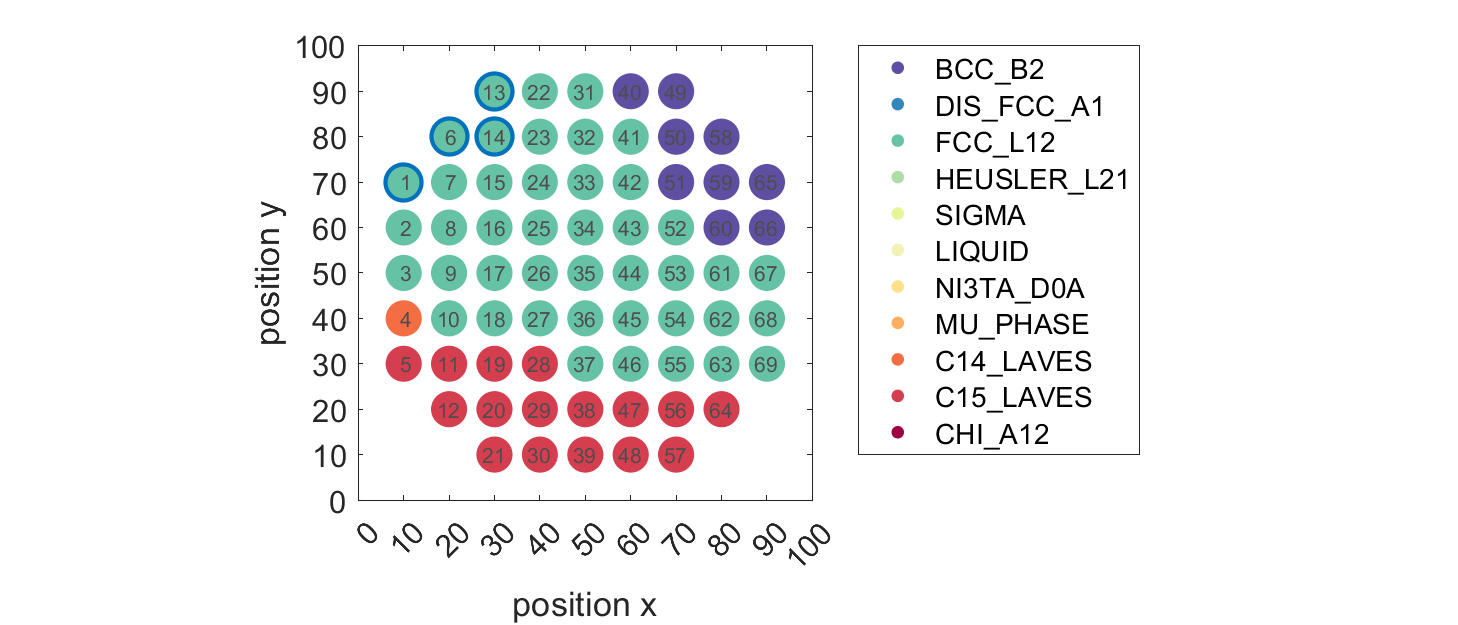 100
90
80
70
60
50
40
30
20
10
0
13 22 31 40 49
6 14 23 32 41 50 58
1 7 15 24 33 42 51 59 65
2 8 16 25 34 43 52 60 66
3 9 17 26 35 44 53 61 67
4 10 18 27 36 45 54 62 68
5 11 19 28 37 46 55 63 69
12 20 29 38 47 56 64
21 30 39 48 57
0 10 20 30 40 50 60 70 80 90 100
position x
position y
BCC_B2
DIS_FCC_A1
FCC_L12
HEUSLER_L21
SIGMA
LIQUID
NI3TA_D0A
MU_PHASE
C14_LAVES
C15_LAVES
CHI_A12